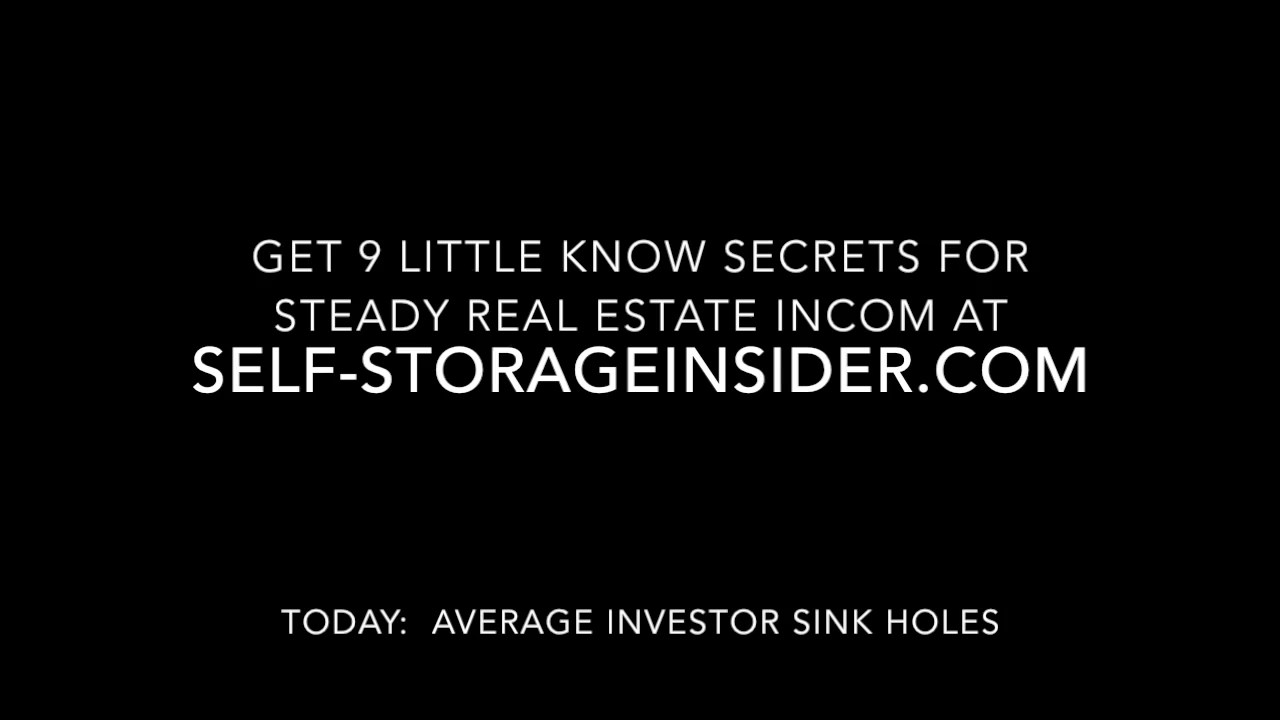 GET 9 LITTLE KNOW SECRETS FOR
STEADY REAL ESTATE INCOM AT
SELF-STORAGEINSIDER.COM
TODAY: AVERAGE INVESTOR SINK HOLES